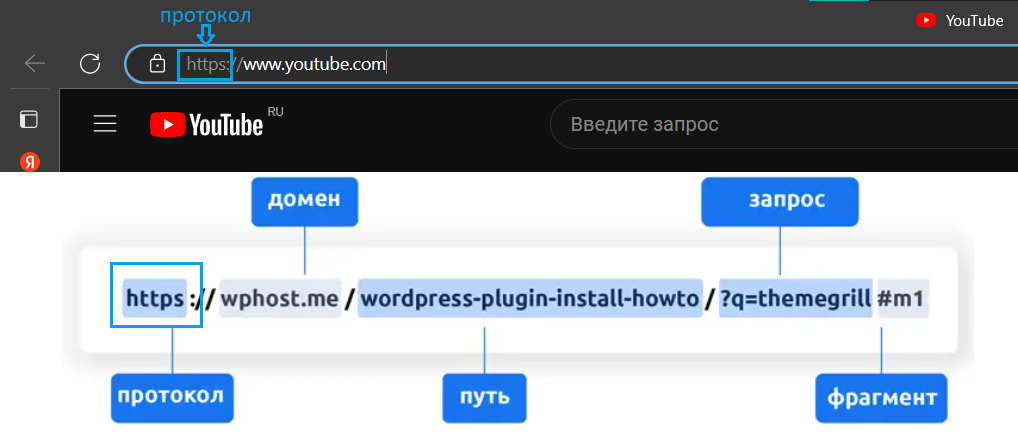 протокол
YouTube
https://www.youtube.com
YouTube RU
Введите запрос
Я
домен
запрос
https://wphost.me/wordpress-plugin-install-howto/?q=themegrill#m1
протокол
путь
фрагмент